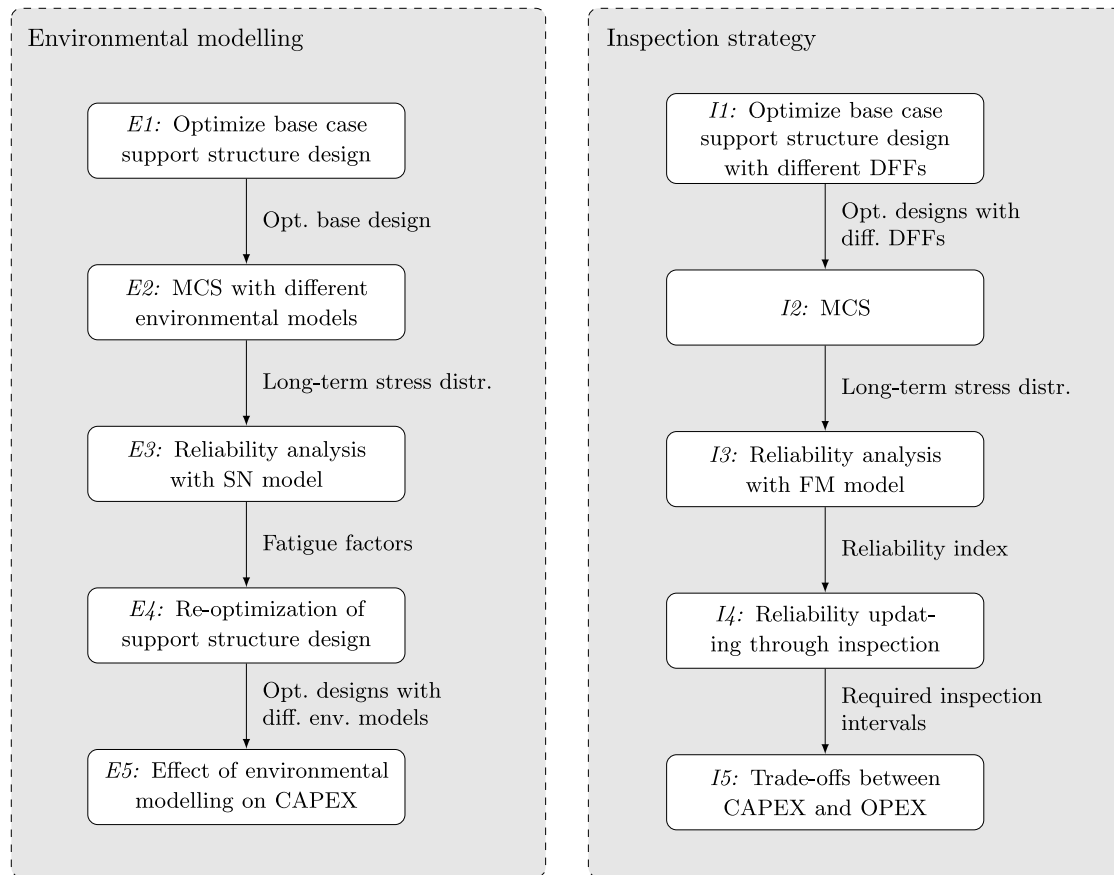 Environmental modelling
E1: Optimize base case
support structure design
Opt. base design
E2: MCS with different
environmental models
Long-term stress distr.
E3: Reliability analysis
with SN model
Fatigue factors
E4: Re-optimization of
support structure design
Opt. designs with
diff. env. models
E5: Effect of environmental
modelling on CAPEX
Inspection strategy
I1: Optimize base case
support structure design
with different DFFs
Opt. designs with
diff. DFFs
I2: MCS
Long-term stress distr.
I3: Reliability analysis
with FM model
Reliability index
I4: Reliability updat-
ing through inspection
Required inspection
intervals
I5: Trade-offs between
CAPEX and OPEX